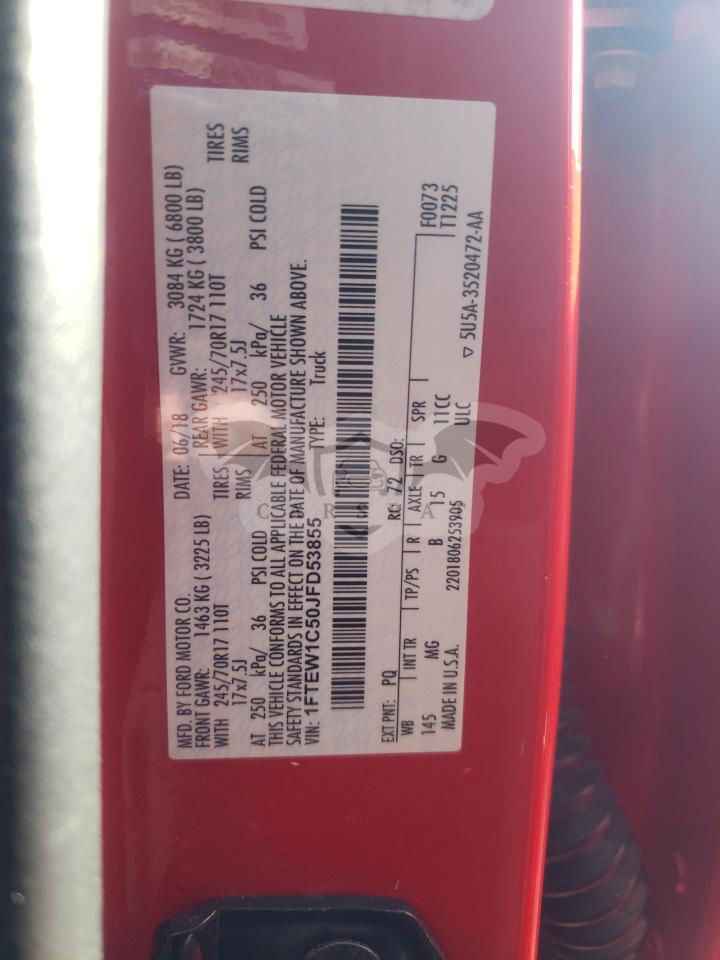 MFD. BY FORD MOTOR CO. DATE: 06/18 GVWR: 3084 KG ( 6800 LB)
FRONT GAWR: 1463 KG ( 3225 LB) REAR GAWR: 1724 KG ( 3800 LB)
WITH 245/70R17 110T TIRES WITH 245/70R17 110T TIRES
17x7.5J RIMS 17x7.5J RIMS
AT 250 kPa/ 36 PSI COLD AT 250 kPa/ 36 PSI COLD
THIS VEHICLE CONFORMS TO ALL APPLICABLE FEDERAL MOTOR VEHICLE
SAFETY STANDARDS IN EFFECT ON THE DATE OF MANUFACTURE SHOWN ABOVE.
VIN: 1FTEW1C50JFD53855 TYPE: Truck
EXT PNT: PQ RC: 72 DSO: F0073
WB INT TR TP/PS R AXLE TR SPR T1225
145 MG B 15 G 11CC
MADE IN U.S.A. 2201806253905 ULC ▽ 5U5A-3520472-AA
C R A